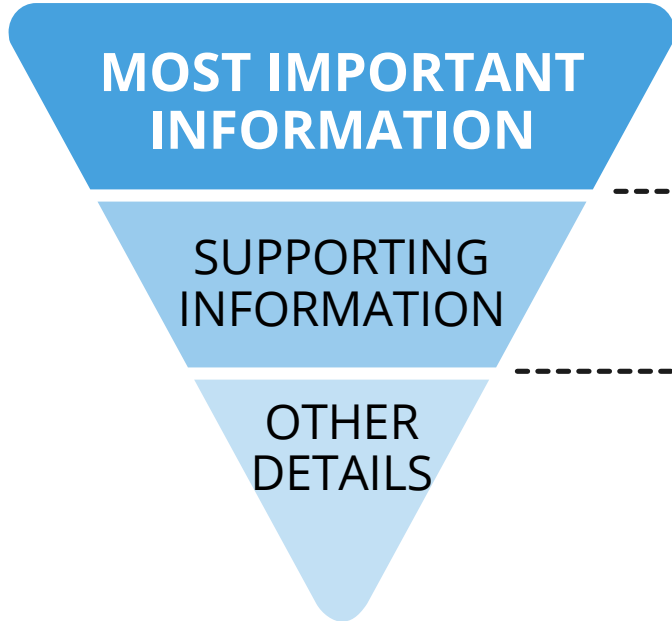 MOST IMPORTANT
INFORMATION
SUPPORTING
INFORMATION
OTHER
DETAILS